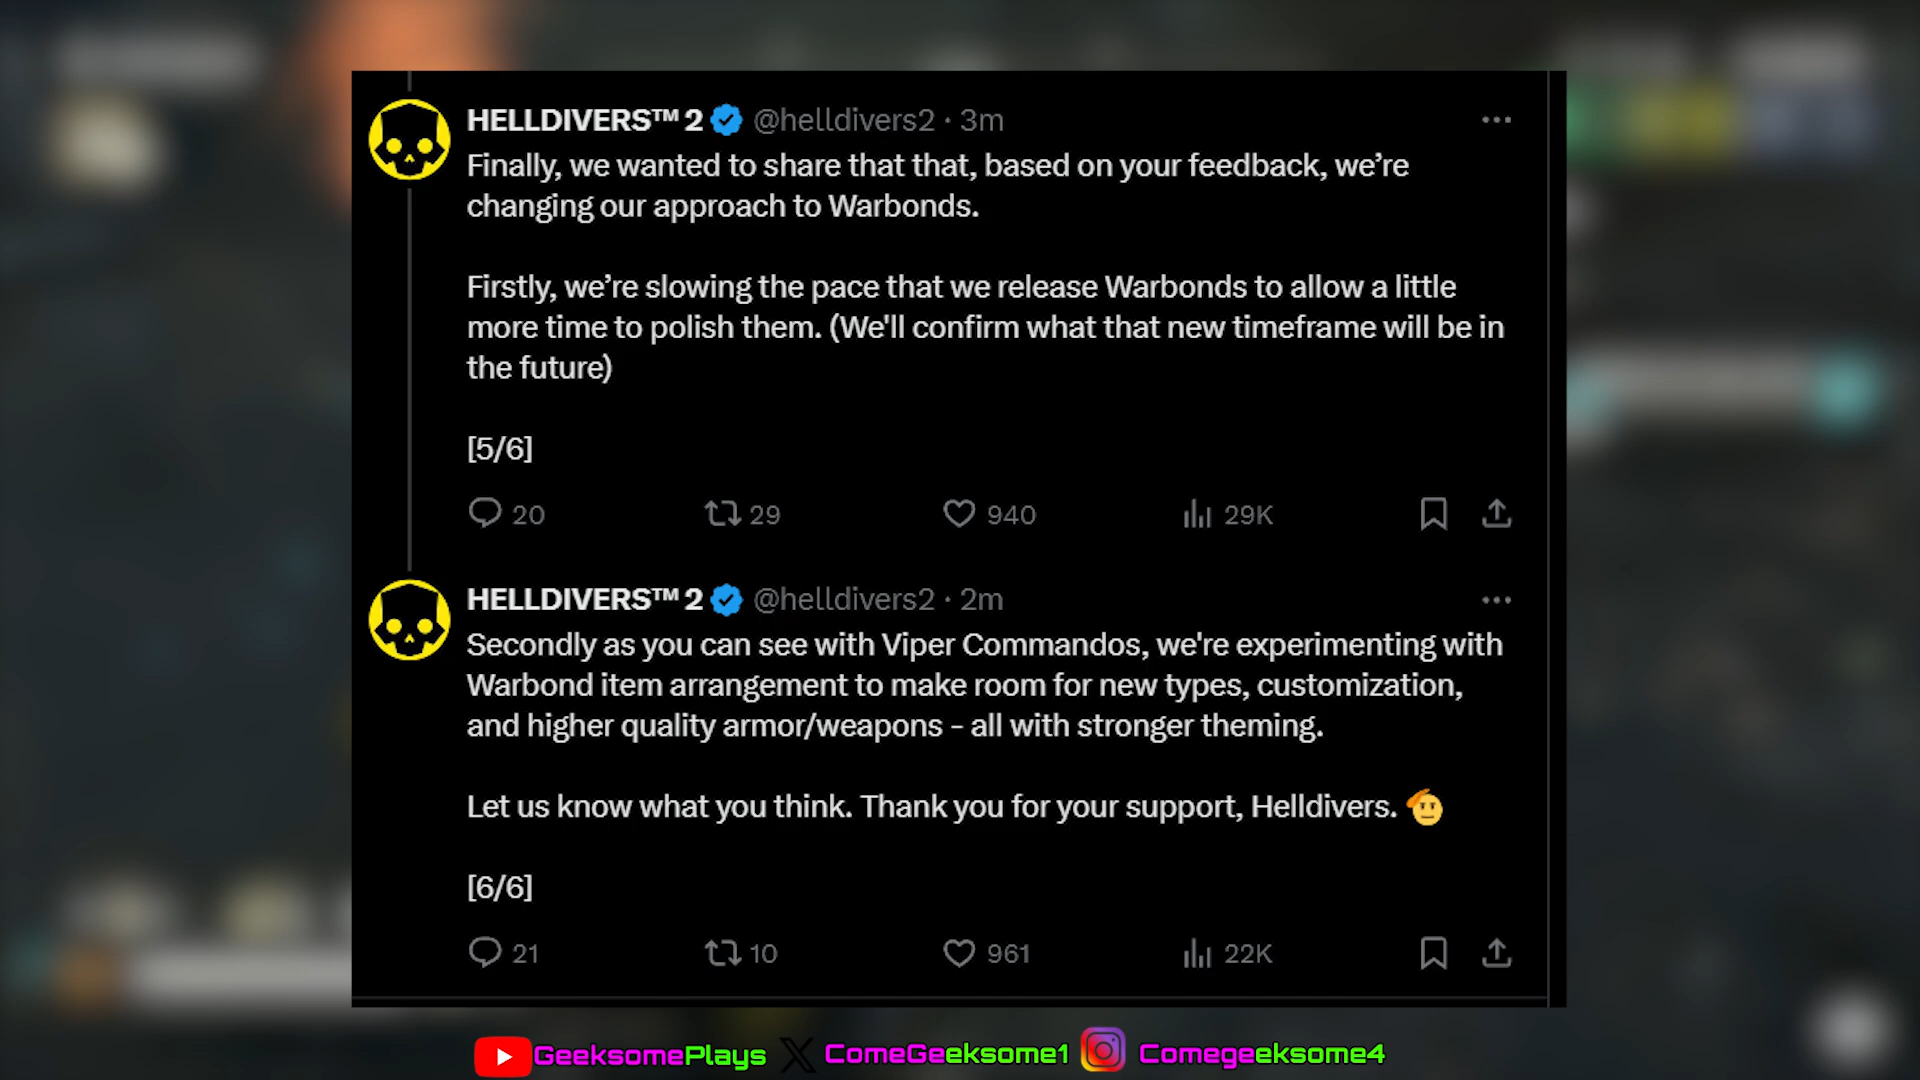 HELLDIVERS™ 2 @helldivers2 · 3m
Finally, we wanted to share that that, based on your feedback, we’re
changing our approach to Warbonds.
Firstly, we’re slowing the pace that we release Warbonds to allow a little
more time to polish them. (We'll confirm what that new timeframe will be in
the future)
[5/6]
20 29 940 29K
HELLDIVERS™ 2 @helldivers2 · 2m
Secondly as you can see with Viper Commandos, we're experimenting with
Warbond item arrangement to make room for new types, customization,
and higher quality armor/weapons - all with stronger theming.
Let us know what you think. Thank you for your support, Helldivers. 🫡
[6/6]
21 10 961 22K
GeeksomePlays X ComeGeeksome1 Comegeeksome4